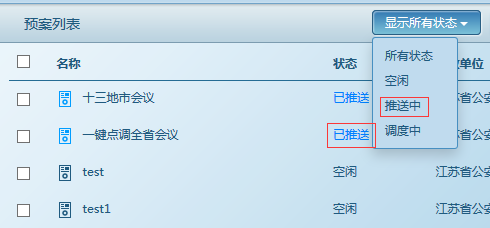 预案列表
显示所有状态
所有状态
空闲
推送中
调度中
名称 状态 单位
十三地市会议 已推送 江苏省公安
一键点调全省会议 已推送 江苏省公安
test 空闲 江苏省公安
test1 空闲 江苏省公安